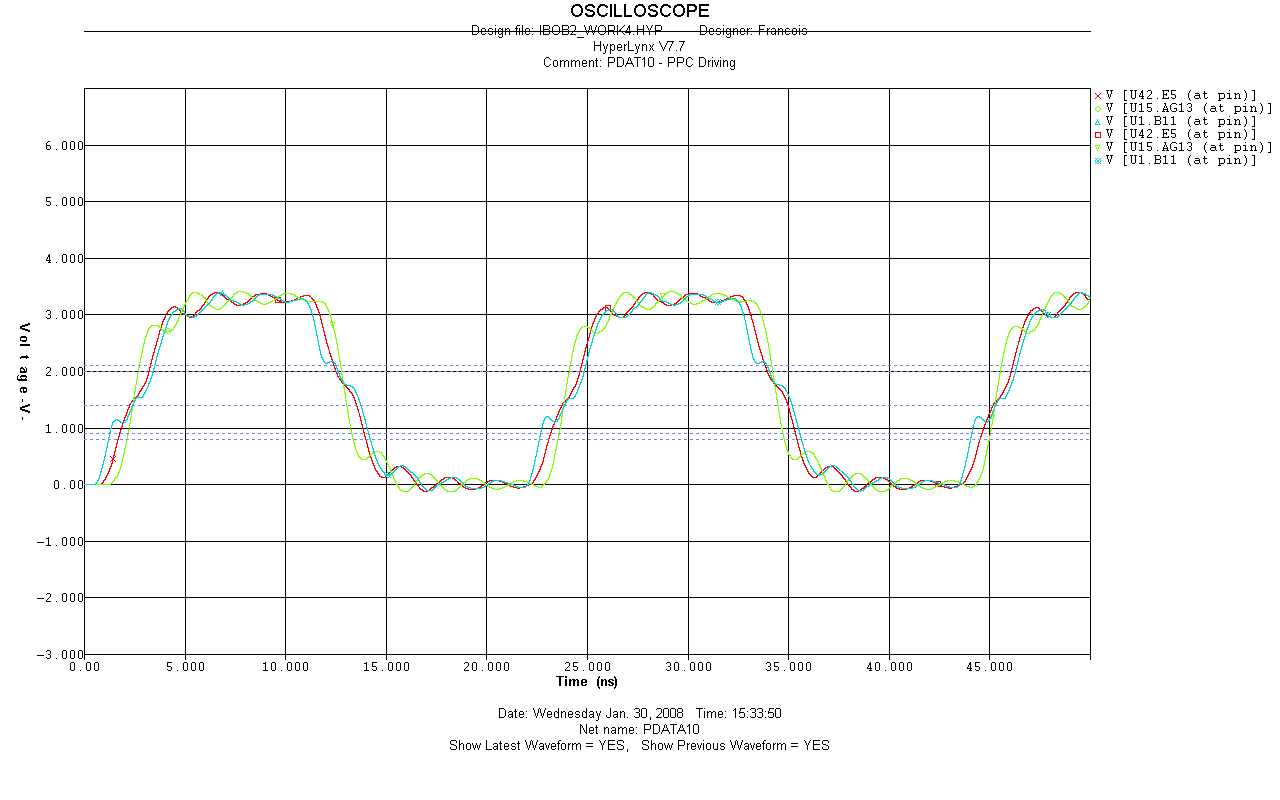 OSCILLOSCOPE
Design file: IBOB2_WORK4.HYP Designer: Francois
HyperLynx V7.7
Comment: PDAT10 - PPC Driving
V [U42.E5 (at pin)]
V [U15.AG13 (at pin)]
V [U1.B11 (at pin)]
V [U42.E5 (at pin)]
V [U15.AG13 (at pin)]
V [U1.B11 (at pin)]
6.000
5.000
4.000
3.000
2.000
1.000
0.00
-1.000
-2.000
-3.000
Voltage -V-
0.00 5.000 10.000 15.000 20.000 25.000 30.000 35.000 40.000 45.000
Time (ns)
Date: Wednesday Jan. 30, 2008 Time: 15:33:50
Net name: PDATA10
Show Latest Waveform = YES, Show Previous Waveform = YES